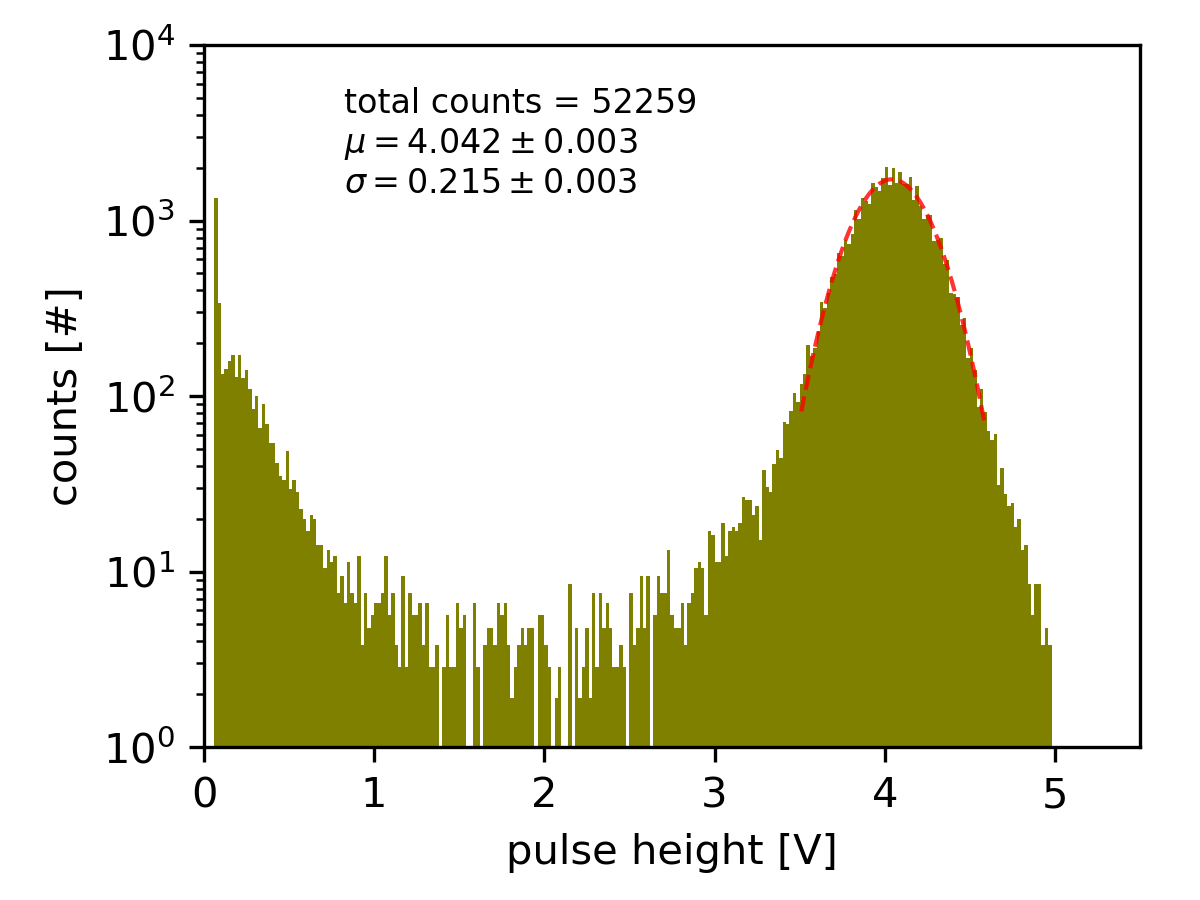 10⁴
total counts = 52259
μ = 4.042 ± 0.003
σ = 0.215 ± 0.003
10³
counts [#]
10²
10¹
10⁰
0 1 2 3 4 5
pulse height [V]